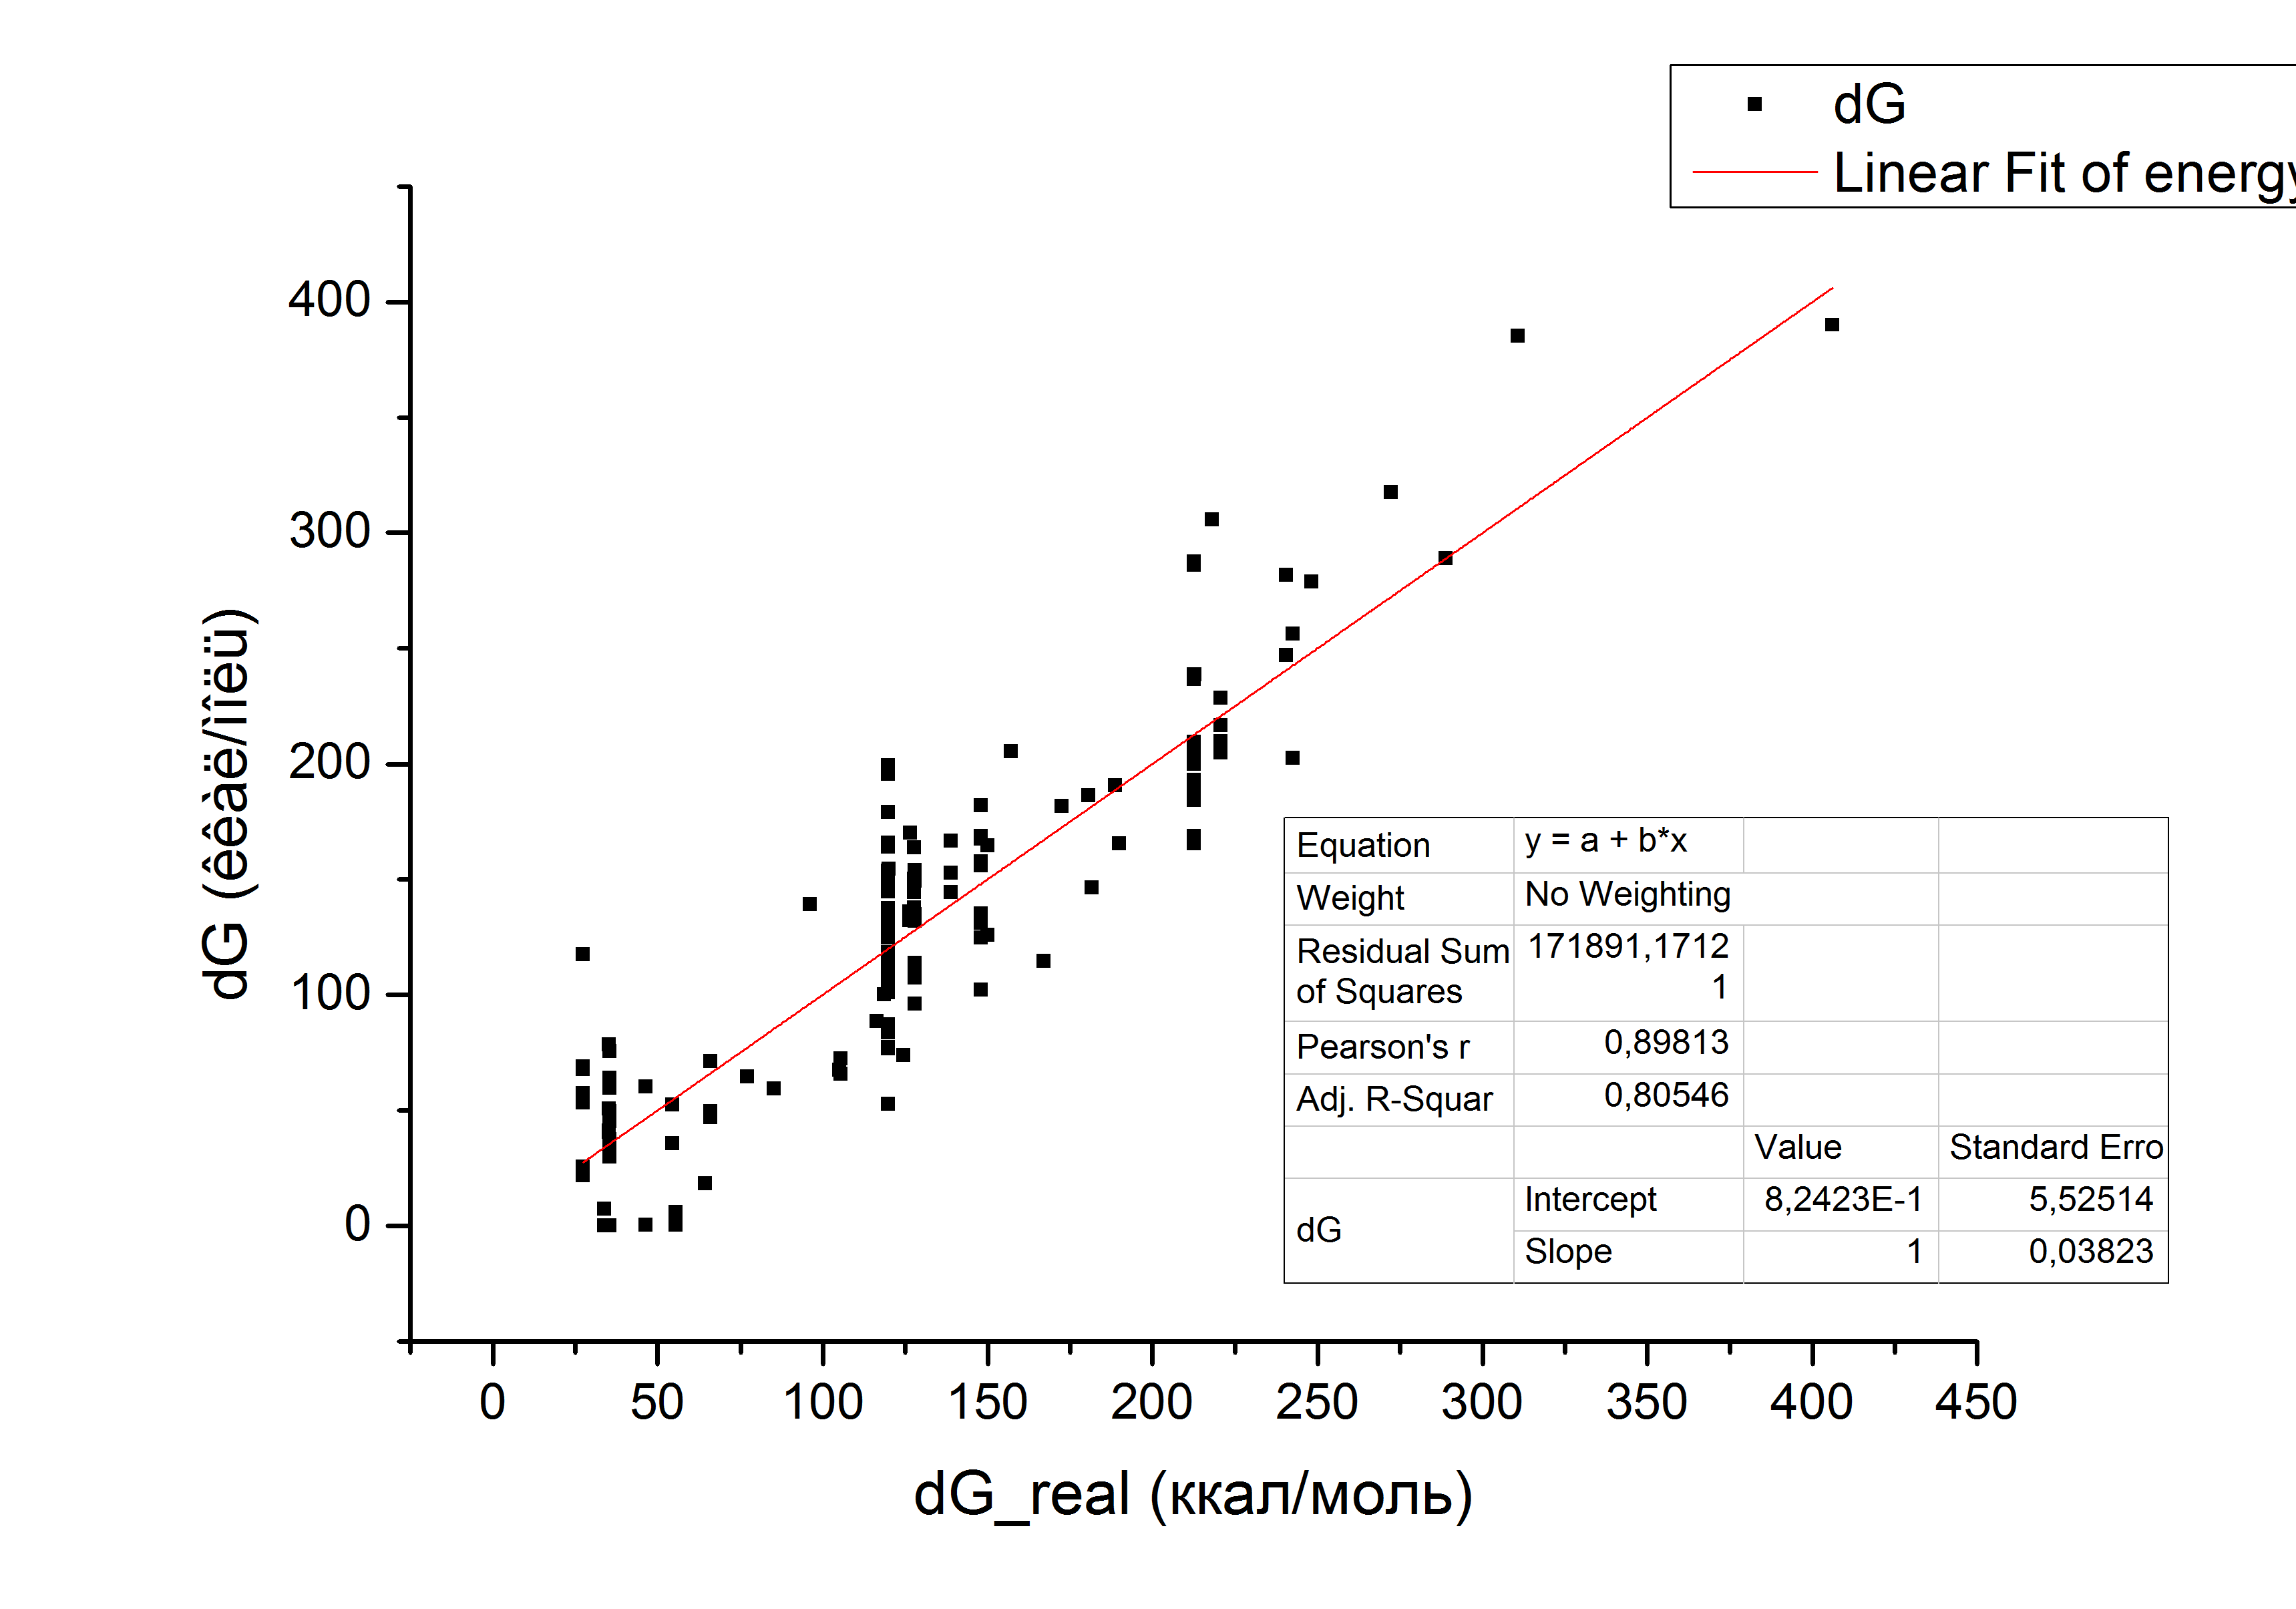 dG
Linear Fit of energy
400
300
200
100
0
dG (êêàë/ìîëü)
Equation y = a + b*x
Weight No Weighting
Residual Sum of Squares 171891,17121
Pearson's r 0,89813
Adj. R-Squar 0,80546
Value Standard Erro
dG Intercept 8,2423E-1 5,52514
Slope 1 0,03823
0 50 100 150 200 250 300 350 400 450
dG_real (ккал/моль)